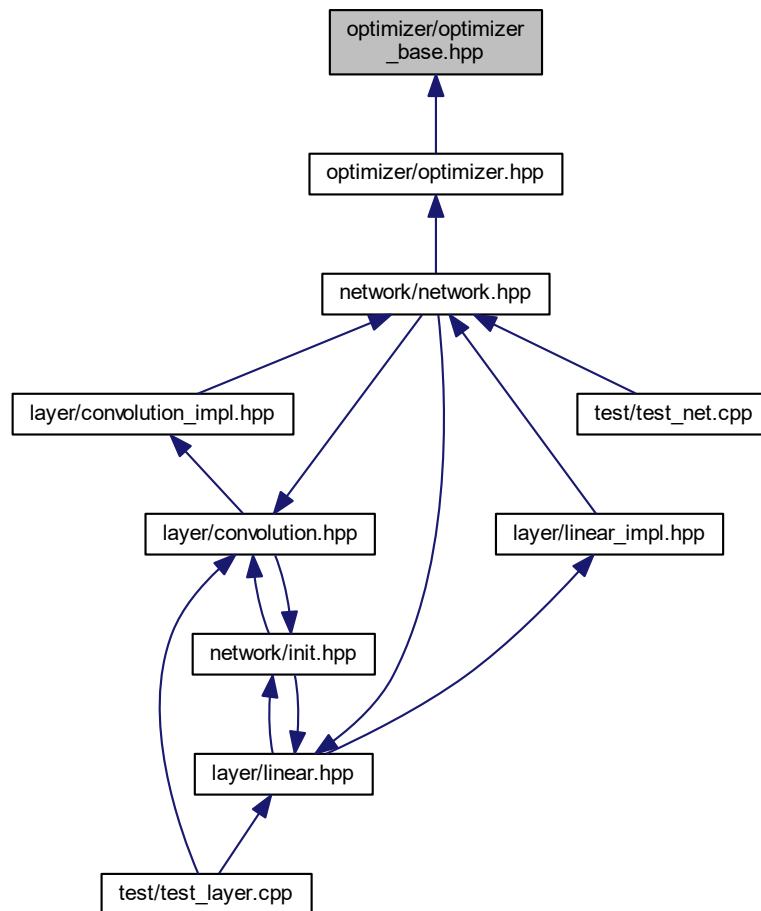 optimizer/optimizer
_base.hpp
optimizer/optimizer.hpp
network/network.hpp
layer/convolution_impl.hpp
test/test_net.cpp
layer/convolution.hpp
layer/linear_impl.hpp
network/init.hpp
layer/linear.hpp
test/test_layer.cpp